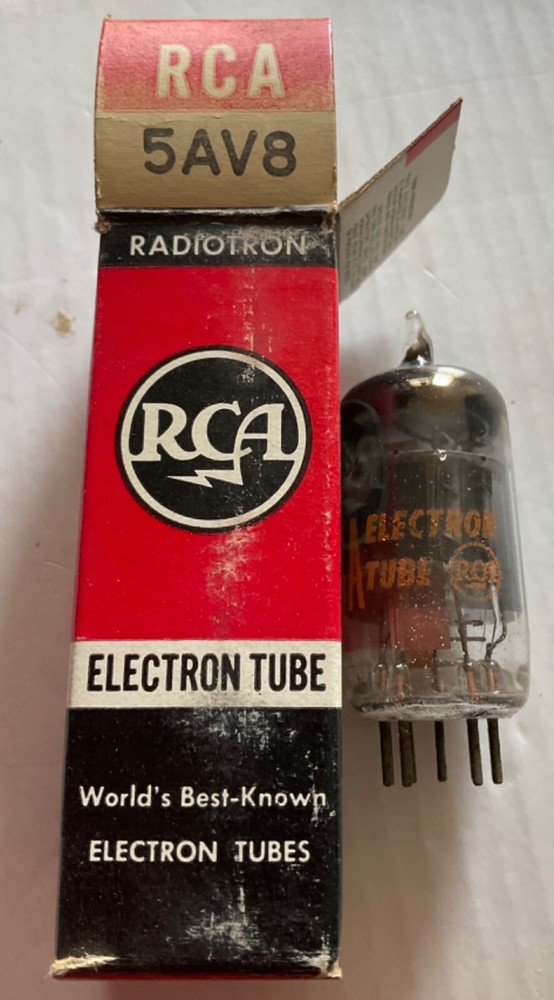 RCA
5AV8
RADIOTRON
RCA
ELECTRON TUBE
World's Best-Known
ELECTRON TUBES
ELECTRON
TUBE RCA